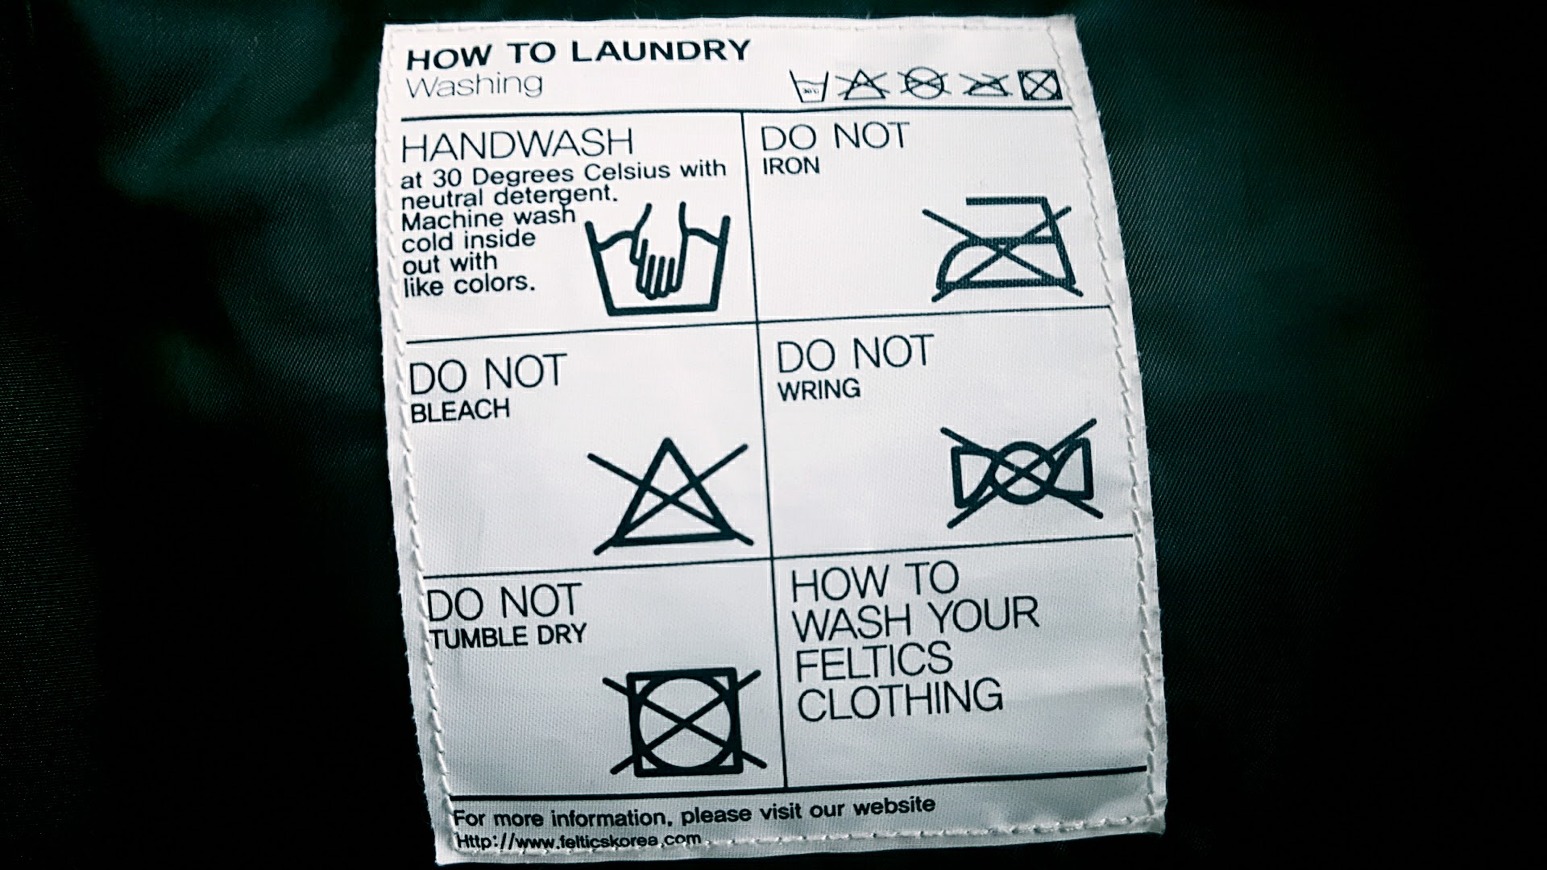 HOW TO LAUNDRY
Washing
30℃
HANDWASH
at 30 Degrees Celsius with
neutral detergent.
Machine wash
cold inside
out with
like colors.
DO NOT
IRON
DO NOT
BLEACH
DO NOT
WRING
DO NOT
TUMBLE DRY
HOW TO
WASH YOUR
FELTICS
CLOTHING
For more information, please visit our website
Http://www.felticskorea.com